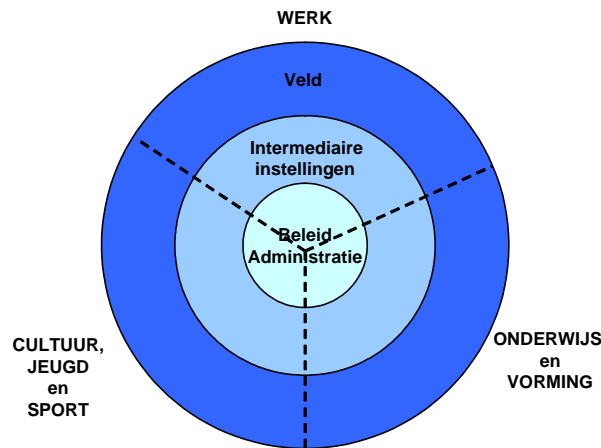 WERK
Veld
Intermediaire
instellingen
Beleid
Administratie
CULTUUR,
JEUGD
en
SPORT
ONDERWIJS
en
VORMING